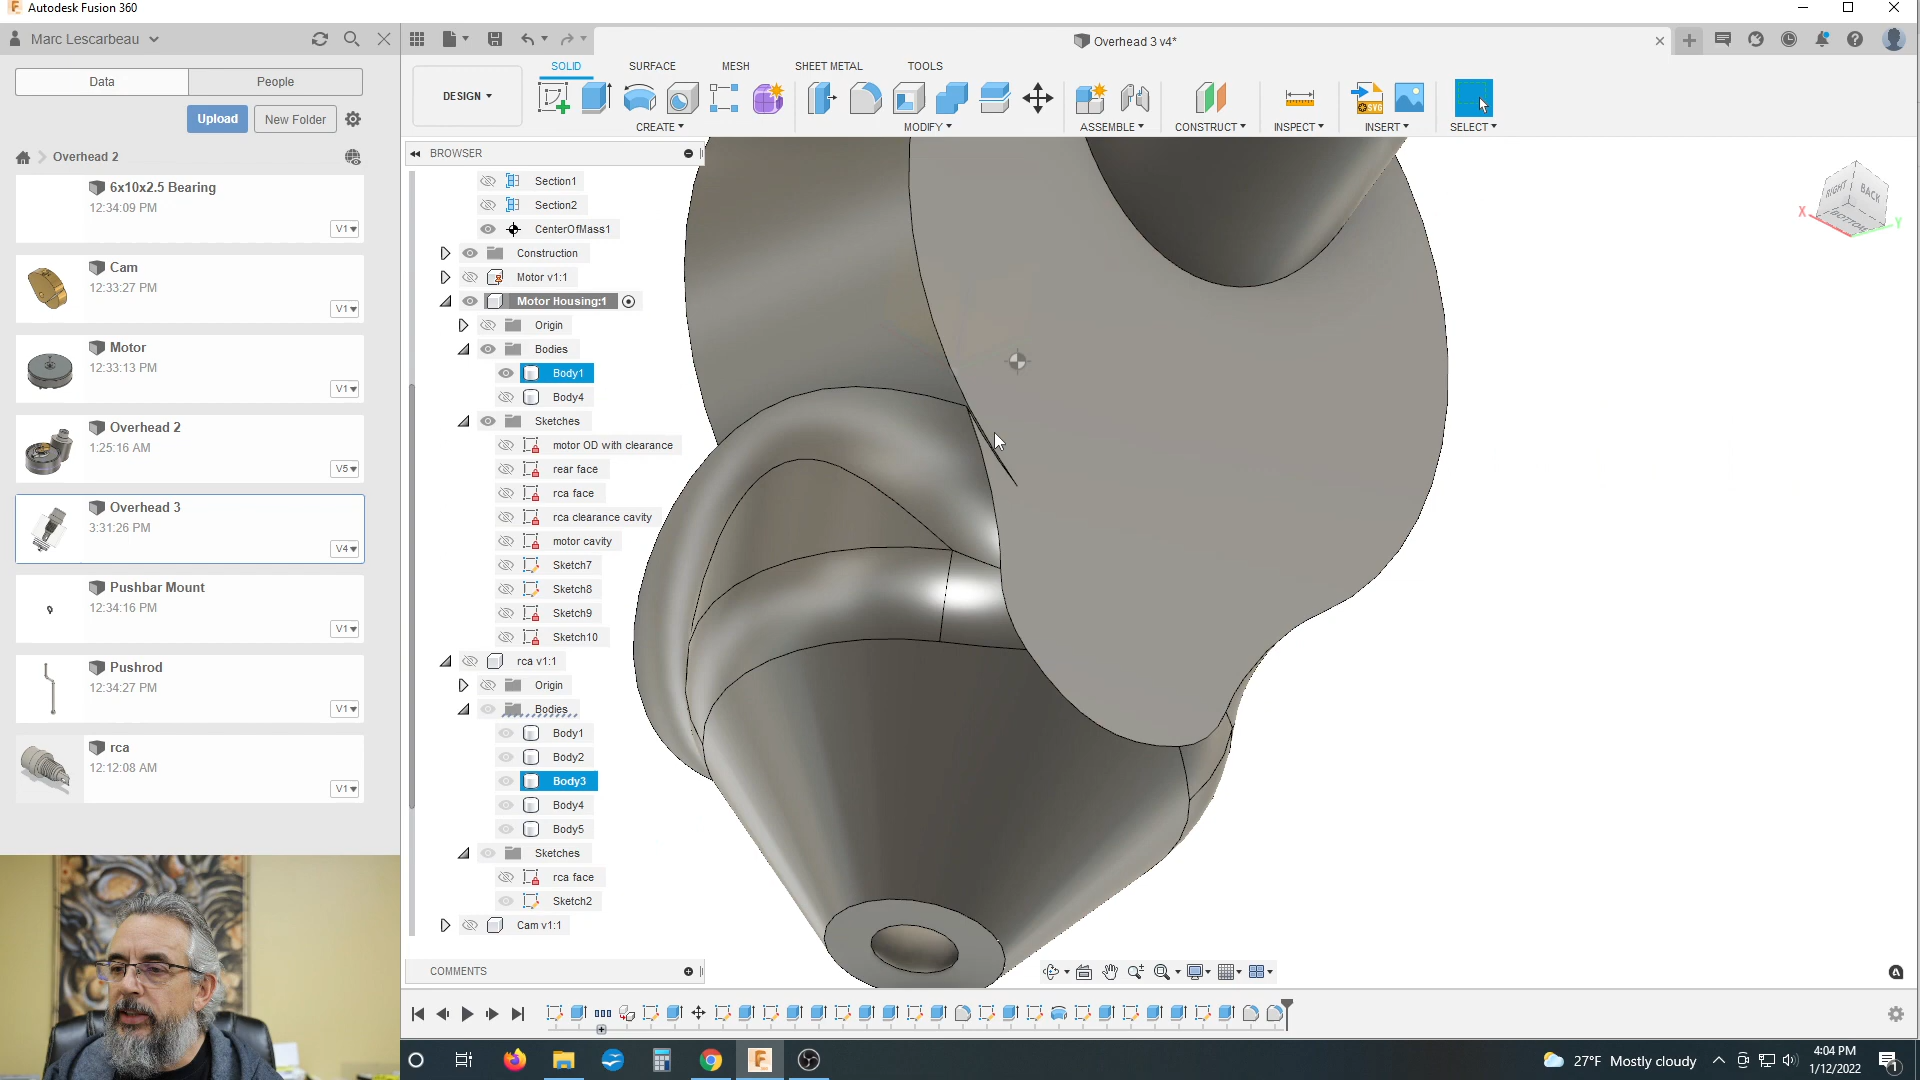 Autodesk Fusion 360
Marc Lescarbeau
Overhead 3 v4*
Data
People
Upload
New Folder
Overhead 2
6x10x2.5 Bearing
12:34:09 PM
V1
Cam
12:33:27 PM
V1
Motor
12:33:13 PM
V1
Overhead 2
1:25:16 AM
V5
Overhead 3
3:31:26 PM
V4
Pushbar Mount
12:34:16 PM
V1
Pushrod
12:34:27 PM
V1
rca
12:12:08 AM
V1
DESIGN
SOLID
SURFACE
MESH
SHEET METAL
TOOLS
CREATE
MODIFY
ASSEMBLE
CONSTRUCT
INSPECT
INSERT
SELECT
BROWSER
Section1
Section2
CenterOfMass1
Construction
Motor v1:1
Motor Housing:1
Origin
Bodies
Body1
Body4
Sketches
motor OD with clearance
rear face
rca face
rca clearance cavity
motor cavity
Sketch7
Sketch8
Sketch9
Sketch10
rca v1:1
Origin
Bodies
Body1
Body2
Body3
Body4
Body5
Sketches
rca face
Sketch2
Cam v1:1
COMMENTS
RIGHT
BACK
BOTTOM
X
Y
SVG
27°F Mostly cloudy
4:04 PM
1/12/2022
1